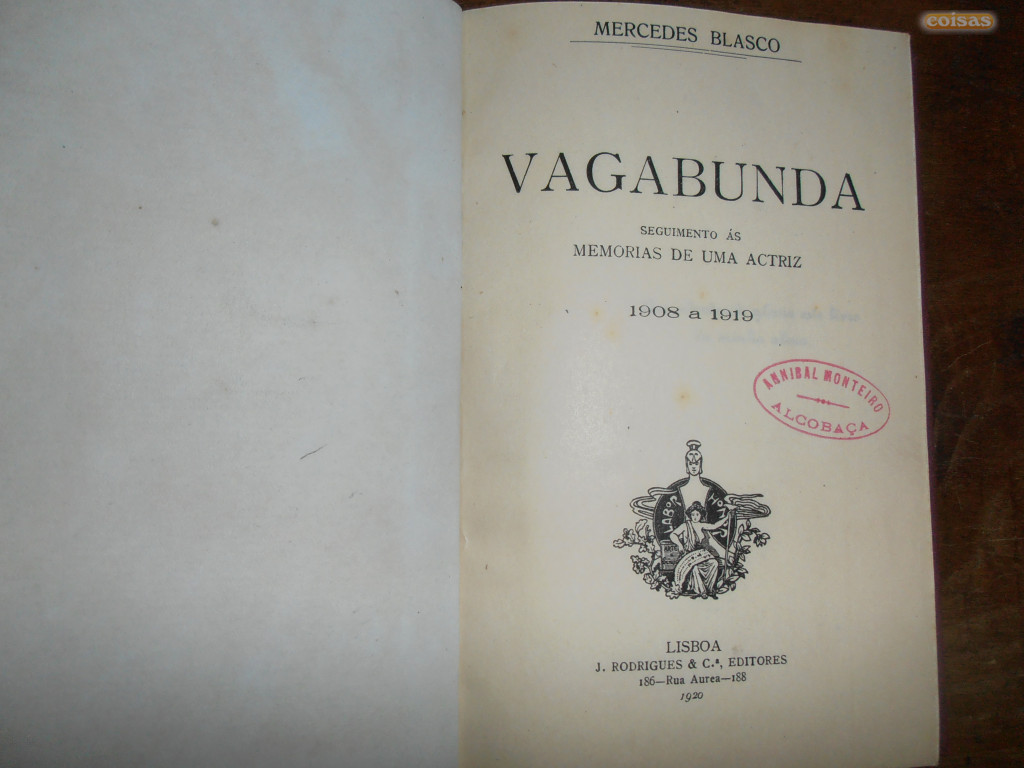 coisas
MERCEDES BLASCO
VAGABUNDA
SEGUIMENTO ÁS
MEMORIAS DE UMA ACTRIZ
1908 a 1919
ANNIBAL MONTEIRO
ALCOBAÇA
LABOR
LISBOA
J. RODRIGUES & C.ª, EDITORES
186—Rua Aurea—188
1920